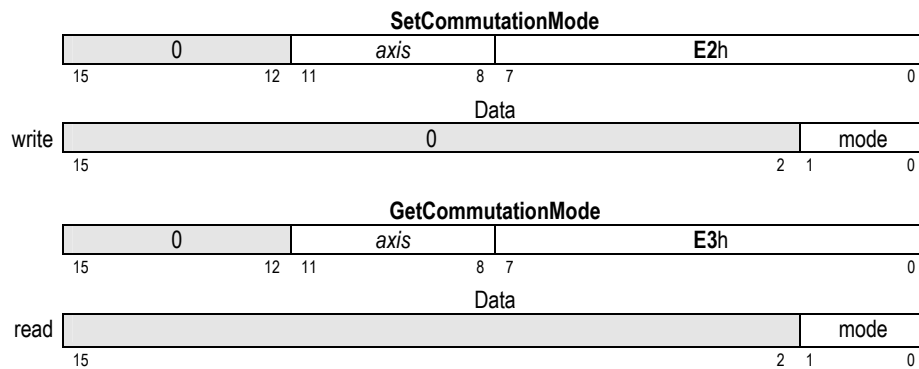 SetCommutationMode
0 axis E2h
15 12 11 8 7 0
Data
write 0 mode
15 2 1 0
GetCommutationMode
0 axis E3h
15 12 11 8 7 0
Data
read mode
15 2 1 0